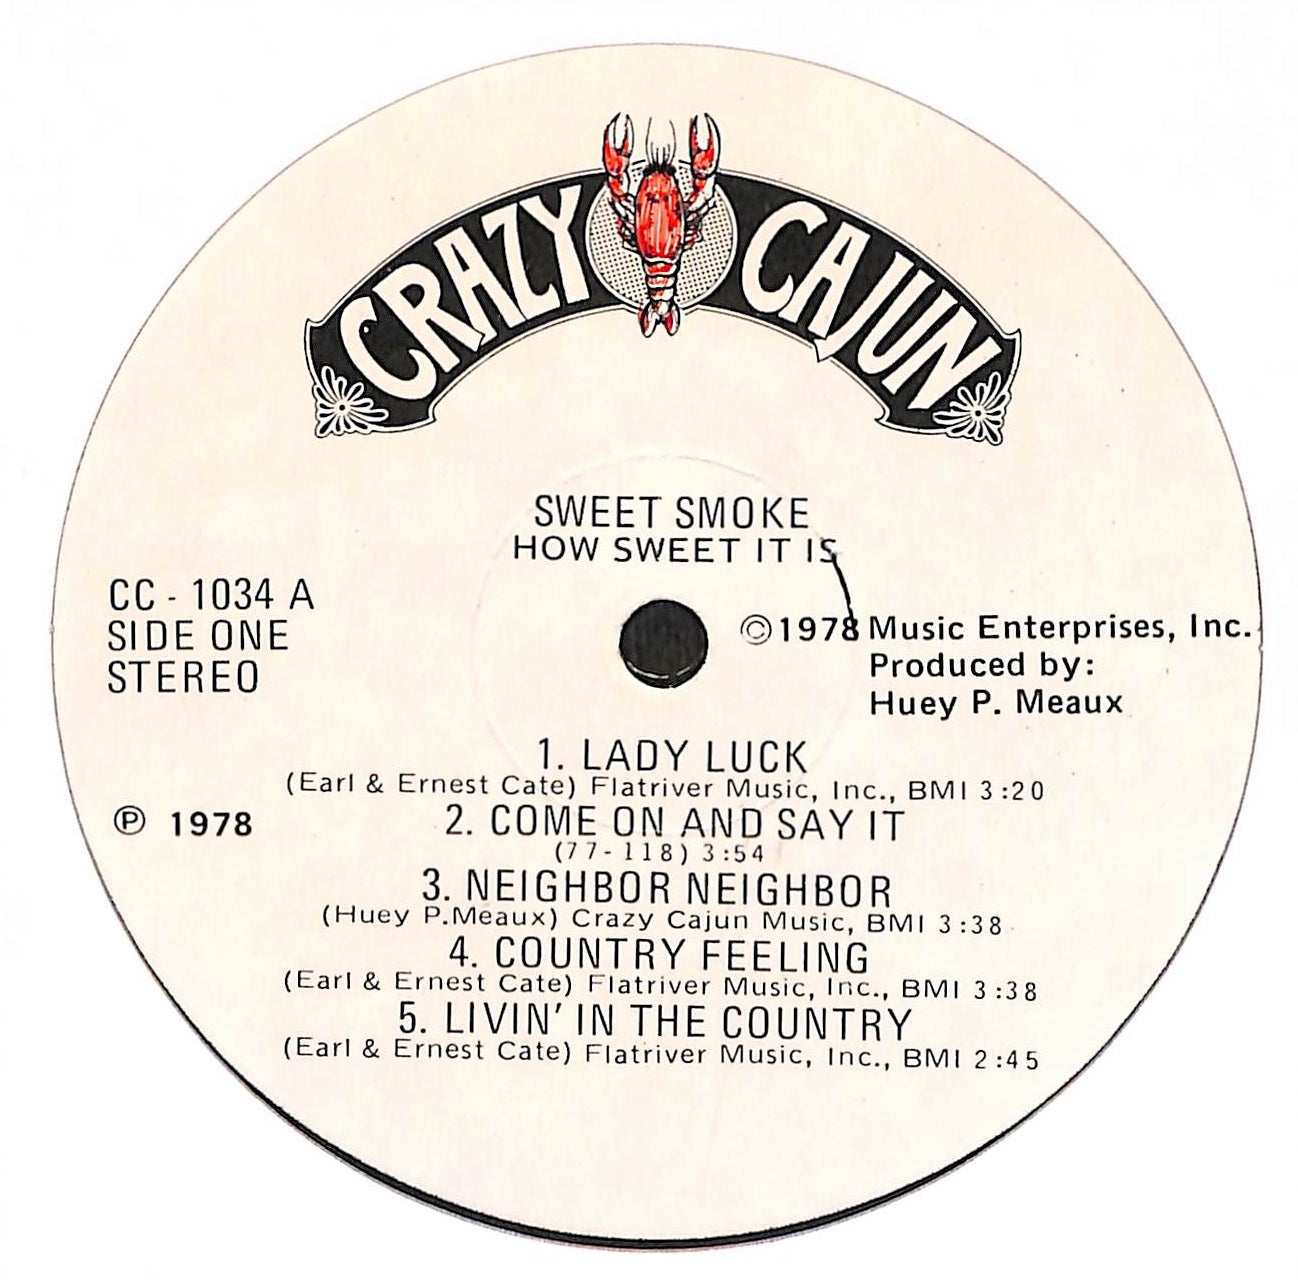 CRAZY CAJUN
SWEET SMOKE
HOW SWEET IT IS
CC - 1034 A
SIDE ONE
STEREO
©1978 Music Enterprises, Inc.
Produced by:
Huey P. Meaux
1. LADY LUCK
(Earl & Ernest Cate) Flatriver Music, Inc., BMI 3:20
℗ 1978
2. COME ON AND SAY IT
(77-118) 3:54
3. NEIGHBOR NEIGHBOR
(Huey P.Meaux) Crazy Cajun Music, BMI 3:38
4. COUNTRY FEELING
(Earl & Ernest Cate) Flatriver Music, Inc., BMI 3:38
5. LIVIN' IN THE COUNTRY
(Earl & Ernest Cate) Flatriver Music, Inc., BMI 2:45